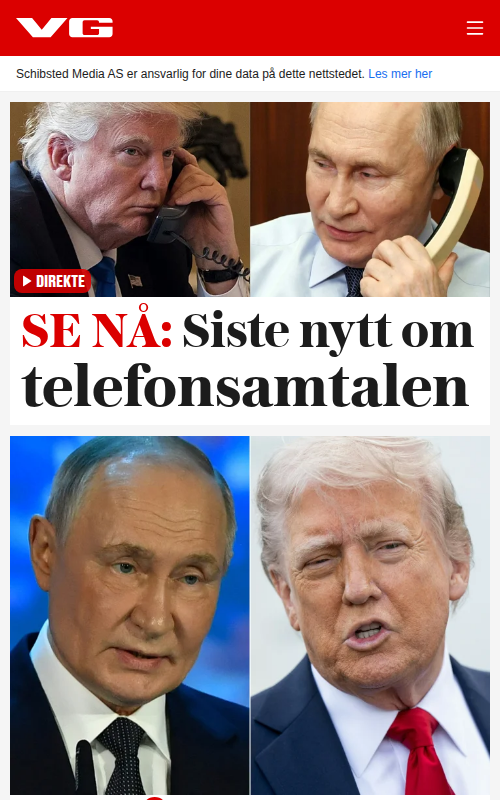 VG
Schibsted Media AS er ansvarlig for dine data på dette nettstedet. Les mer her
DIREKTE
SE NÅ: Siste nytt om
telefonsamtalen